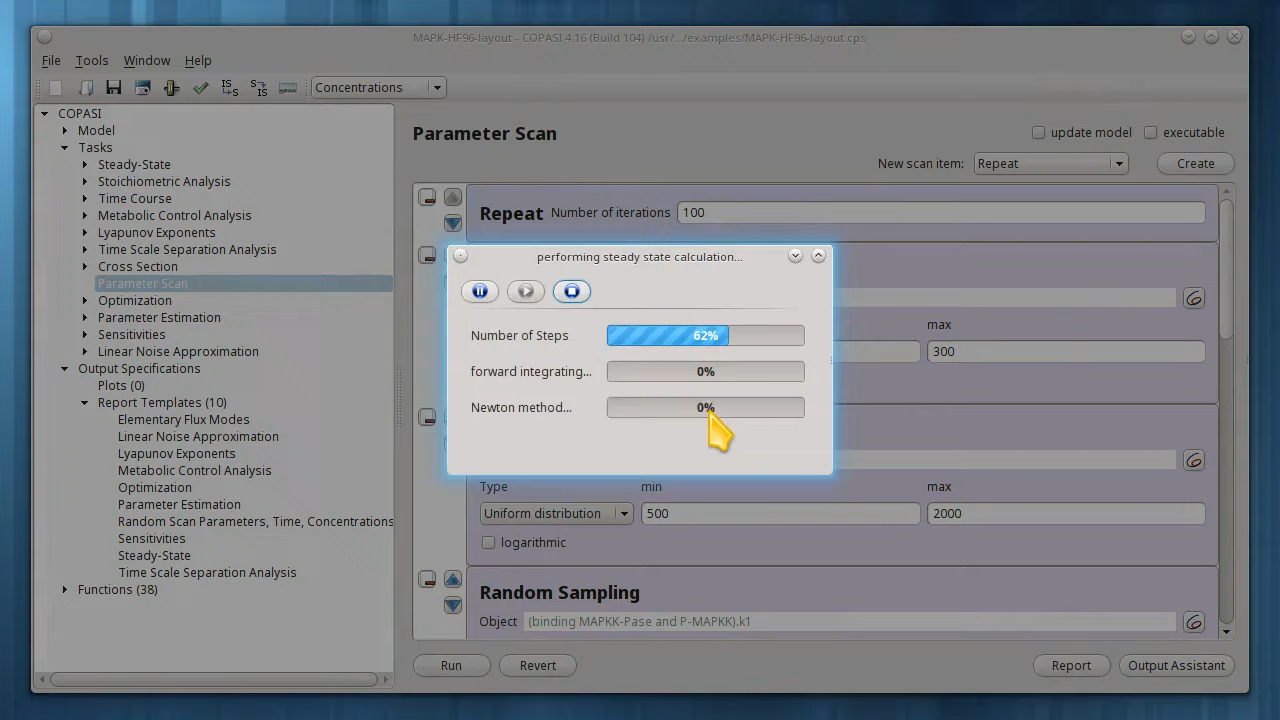 MAPK-HF96-layout - COPASI 4.16 (Build 104) /usr/.../examples/MAPK-HF96-layout.cps
File Tools Window Help
Concentrations
COPASI
Model
Tasks
Steady-State
Stoichiometric Analysis
Time Course
Metabolic Control Analysis
Lyapunov Exponents
Time Scale Separation Analysis
Cross Section
Parameter Scan
Optimization
Parameter Estimation
Sensitivities
Linear Noise Approximation
Output Specifications
Plots (0)
Report Templates (10)
Elementary Flux Modes
Linear Noise Approximation
Lyapunov Exponents
Metabolic Control Analysis
Optimization
Parameter Estimation
Random Scan Parameters, Time, Concentrations
Sensitivities
Steady-State
Time Scale Separation Analysis
Functions (38)
Parameter Scan
update model executable
New scan item: Repeat Create
Repeat Number of iterations 100
max
300
performing steady state calculation...
Number of Steps 62%
forward integrating... 0%
Newton method... 0%
Type min max
Uniform distribution 500 2000
logarithmic
Random Sampling
Object (binding MAPKK-Pase and P-MAPKK).k1
Run Revert Report Output Assistant